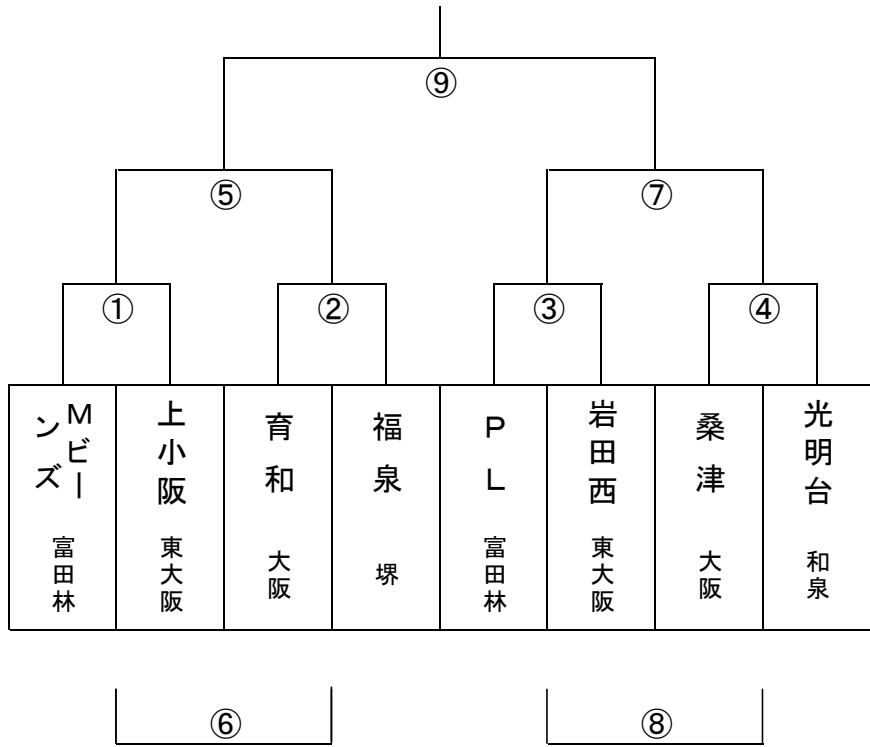 ⑨
⑤
⑦
①
②
③
④
Mビーンズ
富田林
上小阪
東大阪
育和
大阪
福泉
堺
PL
富田林
岩田西
東大阪
桑津
大阪
光明台
和泉
⑥
⑧